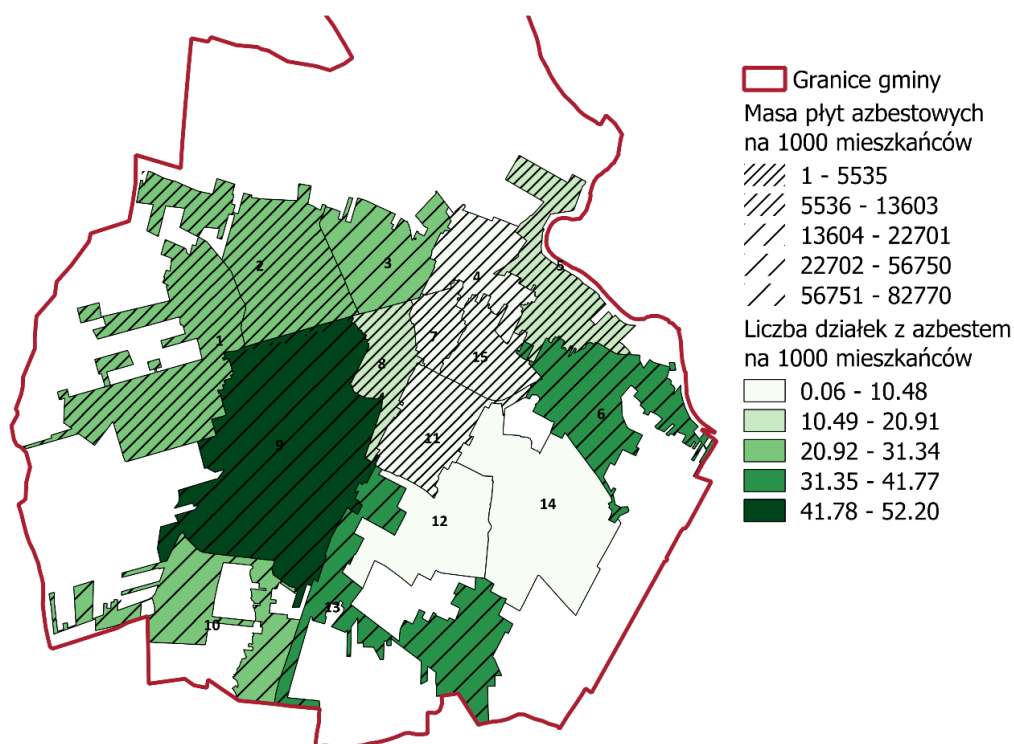 Granice gminy
Masa płyt azbestowych
na 1000 mieszkańców
1 - 5535
5536 - 13603
13604 - 22701
22702 - 56750
56751 - 82770
Liczba działek z azbestem
na 1000 mieszkańców
0.06 - 10.48
10.49 - 20.91
20.92 - 31.34
31.35 - 41.77
41.78 - 52.20
2
3
4
5
1
7
15
8
6
9
11
12
14
13
10